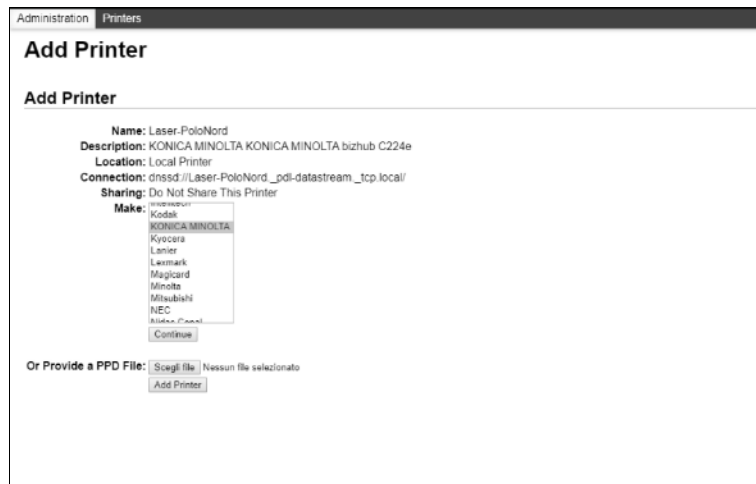 Administration Printers
Add Printer
Add Printer
Name: Laser-PoloNord
Description: KONICA MINOLTA KONICA MINOLTA bizhub C224e
Location: Local Printer
Connection: dnssd://Laser-PoloNord._pdl-datastream._tcp.local/
Sharing: Do Not Share This Printer
Make:
Kodak
KONICA MINOLTA
Kyocera
Lanier
Lexmark
Magicard
Minolta
Mitsubishi
NEC
Continue
Or Provide a PPD File: Scegli file Nessun file selezionato
Add Printer